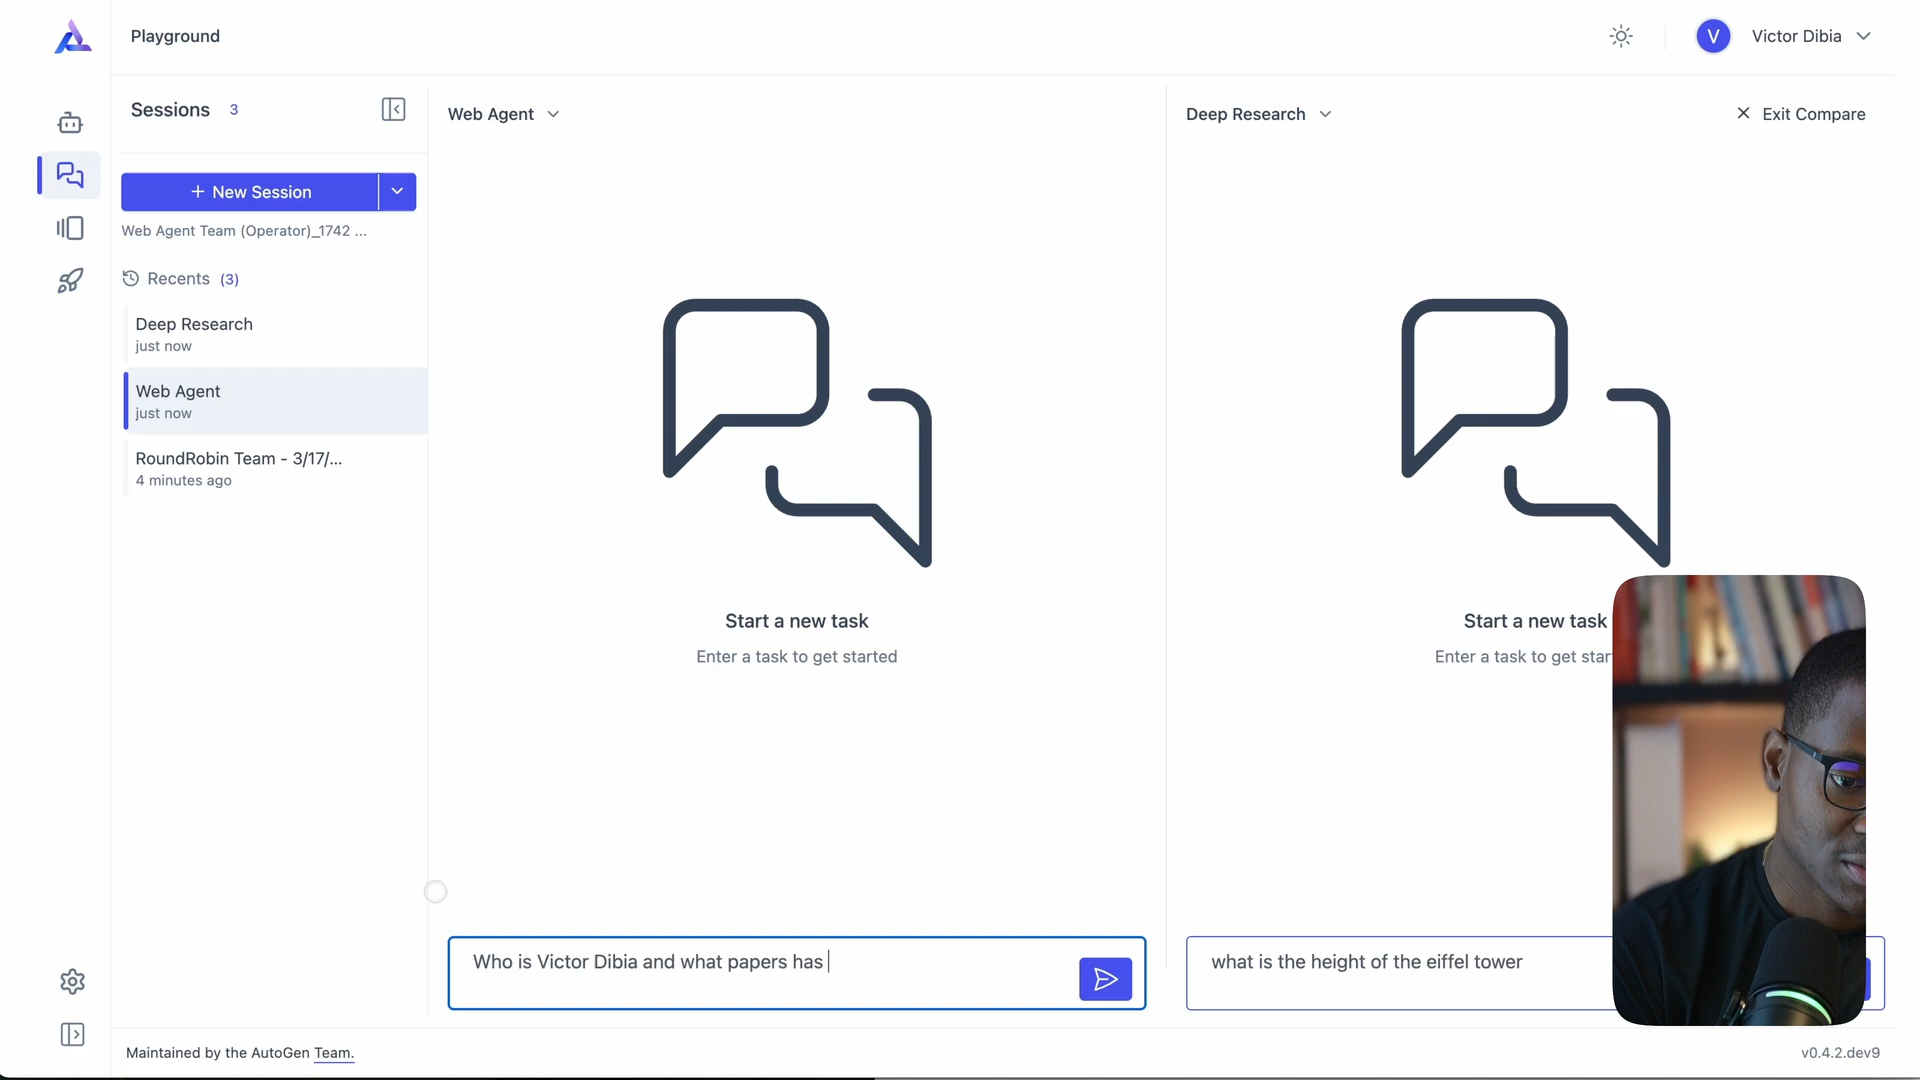 Playground
V
Victor Dibia
Sessions 3
+ New Session
Web Agent Team (Operator)_1742 ...
Recents (3)
Deep Research
just now
Web Agent
just now
RoundRobin Team - 3/17/...
4 minutes ago
Web Agent
Start a new task
Enter a task to get started
Who is Victor Dibia and what papers has
Deep Research
Exit Compare
Start a new task
Enter a task to get star
what is the height of the eiffel tower
Maintained by the AutoGen Team.
v0.4.2.dev9